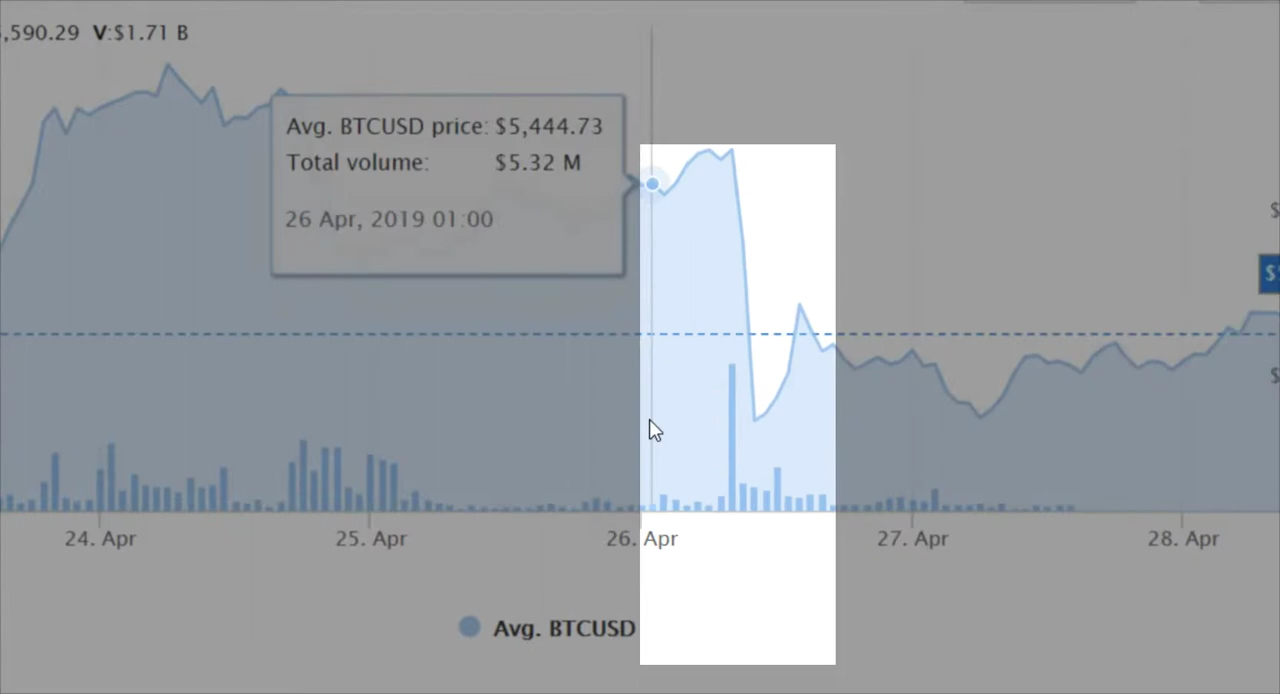 ,590.29 V:$1.71 B
Avg. BTCUSD price: $5,444.73
Total volume: $5.32 M
26 Apr, 2019 01:00
$
$
$
24. Apr 25. Apr 26. Apr 27. Apr 28. Apr
Avg. BTCUSD